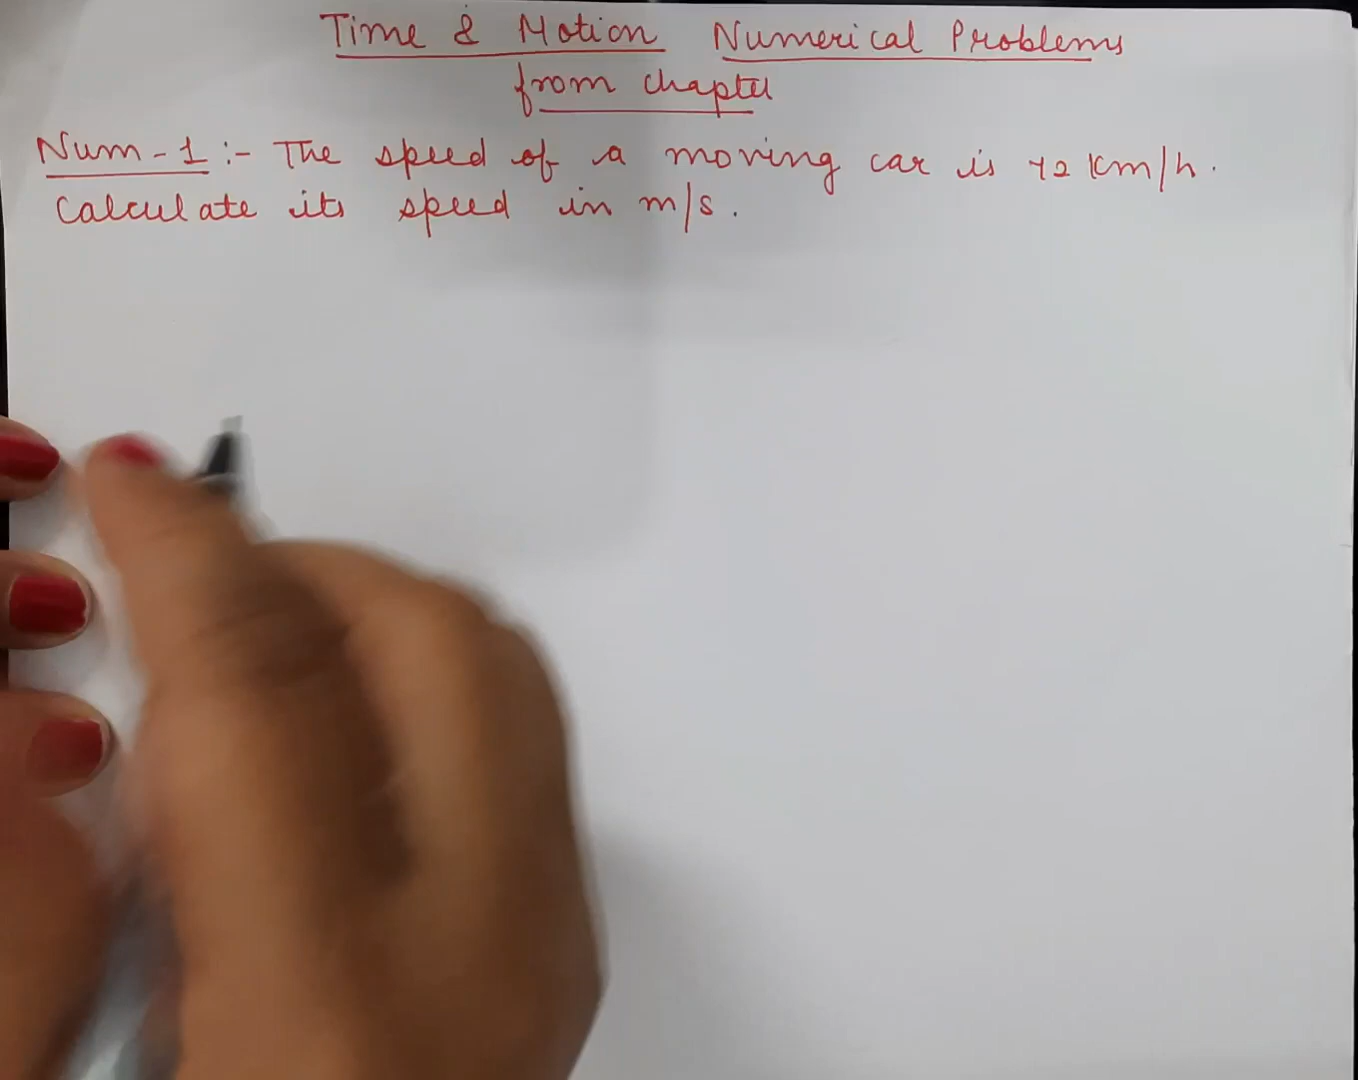 Time & Motion Numerical Problems
from chapter
Num-1:- The speed of a moving car is 72 km/h.
Calculate its speed in m/s.